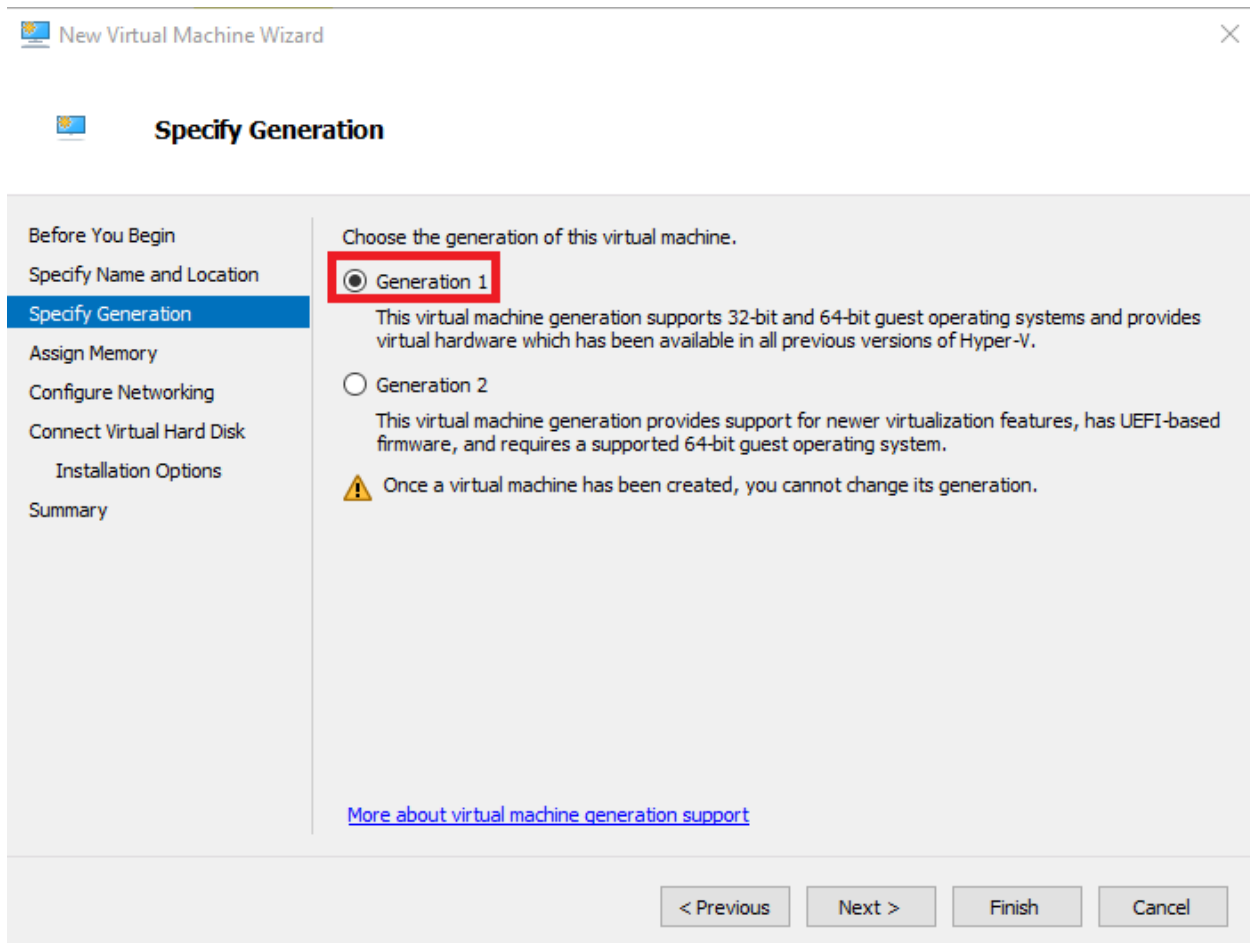 New Virtual Machine Wizard
Specify Generation
Before You Begin
Specify Name and Location
Specify Generation
Assign Memory
Configure Networking
Connect Virtual Hard Disk
Installation Options
Summary
Choose the generation of this virtual machine.
Generation 1
This virtual machine generation supports 32-bit and 64-bit guest operating systems and provides
virtual hardware which has been available in all previous versions of Hyper-V.
Generation 2
This virtual machine generation provides support for newer virtualization features, has UEFI-based
firmware, and requires a supported 64-bit guest operating system.
Once a virtual machine has been created, you cannot change its generation.
More about virtual machine generation support
< Previous
Next >
Finish
Cancel